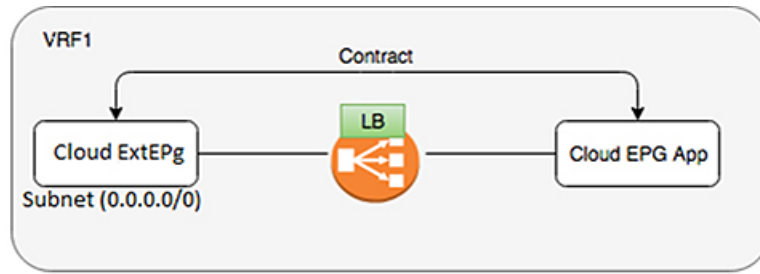 VRF1
Contract
LB
Cloud ExtEPg
Cloud EPG App
Subnet (0.0.0.0/0)